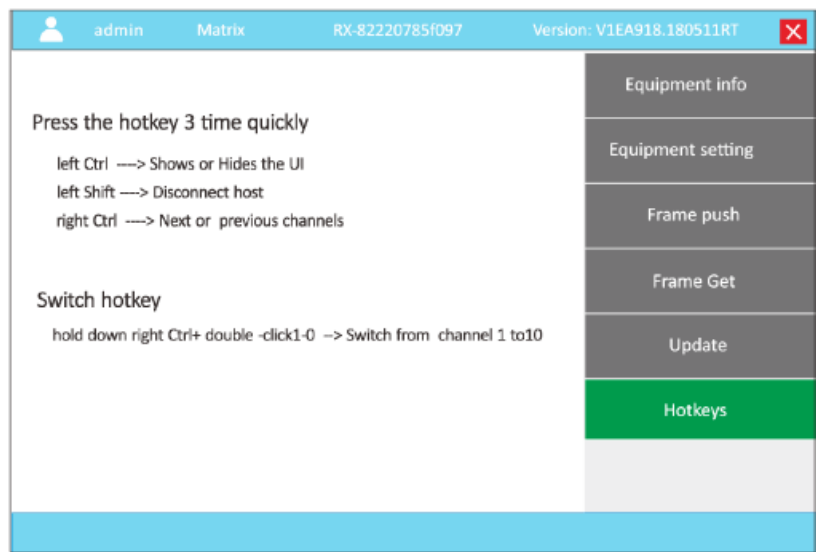 admin Matrix RX-82220785f097 Version: V1EA918.180511RT
Press the hotkey 3 time quickly
left Ctrl ----> Shows or Hides the UI
left Shift ----> Disconnect host
right Ctrl ----> Next or previous channels
Switch hotkey
hold down right Ctrl+ double -click1-0 --> Switch from channel 1 to10
Equipment info
Equipment setting
Frame push
Frame Get
Update
Hotkeys